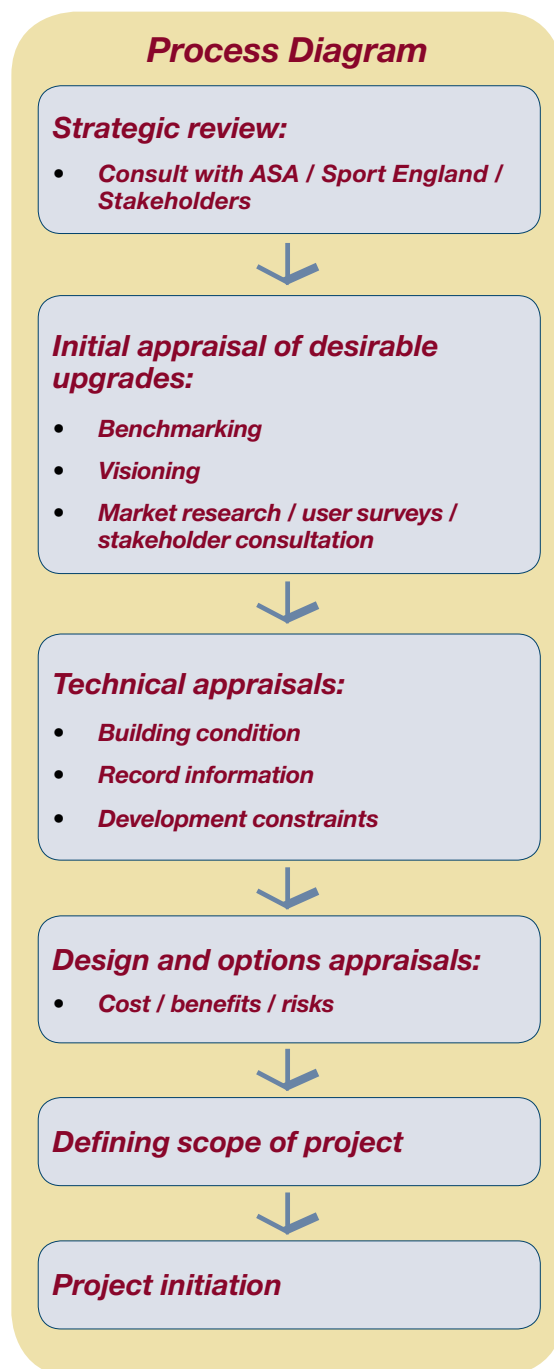 Process Diagram
Strategic review:
• Consult with ASA / Sport England /
Stakeholders
Initial appraisal of desirable
upgrades:
• Benchmarking
• Visioning
• Market research / user surveys /
stakeholder consultation
Technical appraisals:
• Building condition
• Record information
• Development constraints
Design and options appraisals:
• Cost / benefits / risks
Defining scope of project
Project initiation